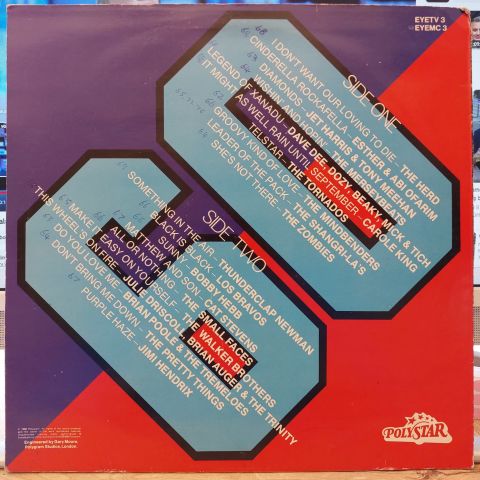 EYETV 3
EYEMC 3
SIDE ONE
I DON'T WANT OUR LOVING TO DIE – THE HERD
CINDERELLA ROCKAFELLA – ESTHER & ABI OFARIM
DIAMONDS – JET HARRIS & TONY MEEHAN
WISHIN' AND HOPIN' – THE MERSEYBEATS
LEGEND OF XANADU – DAVE DEE, DOZY, BEAKY, MICK & TICH
IT MIGHT AS WELL RAIN UNTIL SEPTEMBER – CAROLE KING
TELSTAR – THE TORNADOS
GROOVY KIND OF LOVE – THE MINDBENDERS
LEADER OF THE PACK – THE SHANGRI-LA'S
SHE'S NOT THERE – THE ZOMBIES
SIDE TWO
SOMETHING IN THE AIR – THUNDERCLAP NEWMAN
BLACK IS BLACK – LOS BRAVOS
SUNNY – BOBBY HEBB
MATTHEW AND SON – CAT STEVENS
ALL OR NOTHING – THE SMALL FACES
MAKE IT EASY ON YOURSELF – THE WALKER BROTHERS
THIS WHEEL'S ON FIRE – JULIE DRISCOLL, BRIAN AUGER & THE TRINITY
DO YOU LOVE ME – BRIAN POOLE & THE TREMELOES
DON'T BRING ME DOWN – THE PRETTY THINGS
PURPLE HAZE – JIMI HENDRIX
Engineered by Gary Moore,
Polygram Studios, London.
POLYSTAR